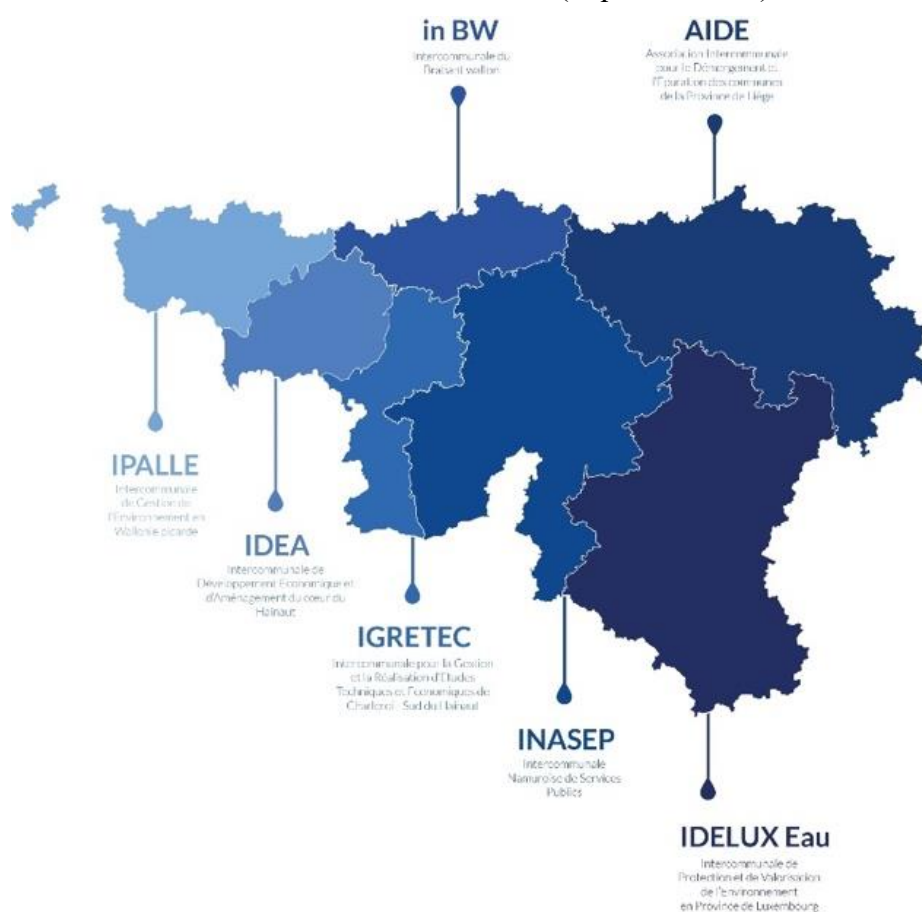 in BW
Intercommunale du
Brabant wallon
AIDE
Association Intercommunale
pour le Démergement et
l'Épuration des communes
de la Province de Liège
IPALLE
Intercommunale
de Gestion de
l'Environnement en
Wallonie picarde
IDEA
Intercommunale de
Développement Économique et
d'Aménagement du cœur du
Hainaut
IGRETEC
Intercommunale pour la Gestion
et la Réalisation d'Etudes
Techniques et Economiques de
Charleroi - Sud du Hainaut
INASEP
Intercommunale
Namuroise de Services
Publics
IDELUX Eau
Intercommunale de
Protection et de Valorisation
de l'Environnement
en Province de Luxembourg